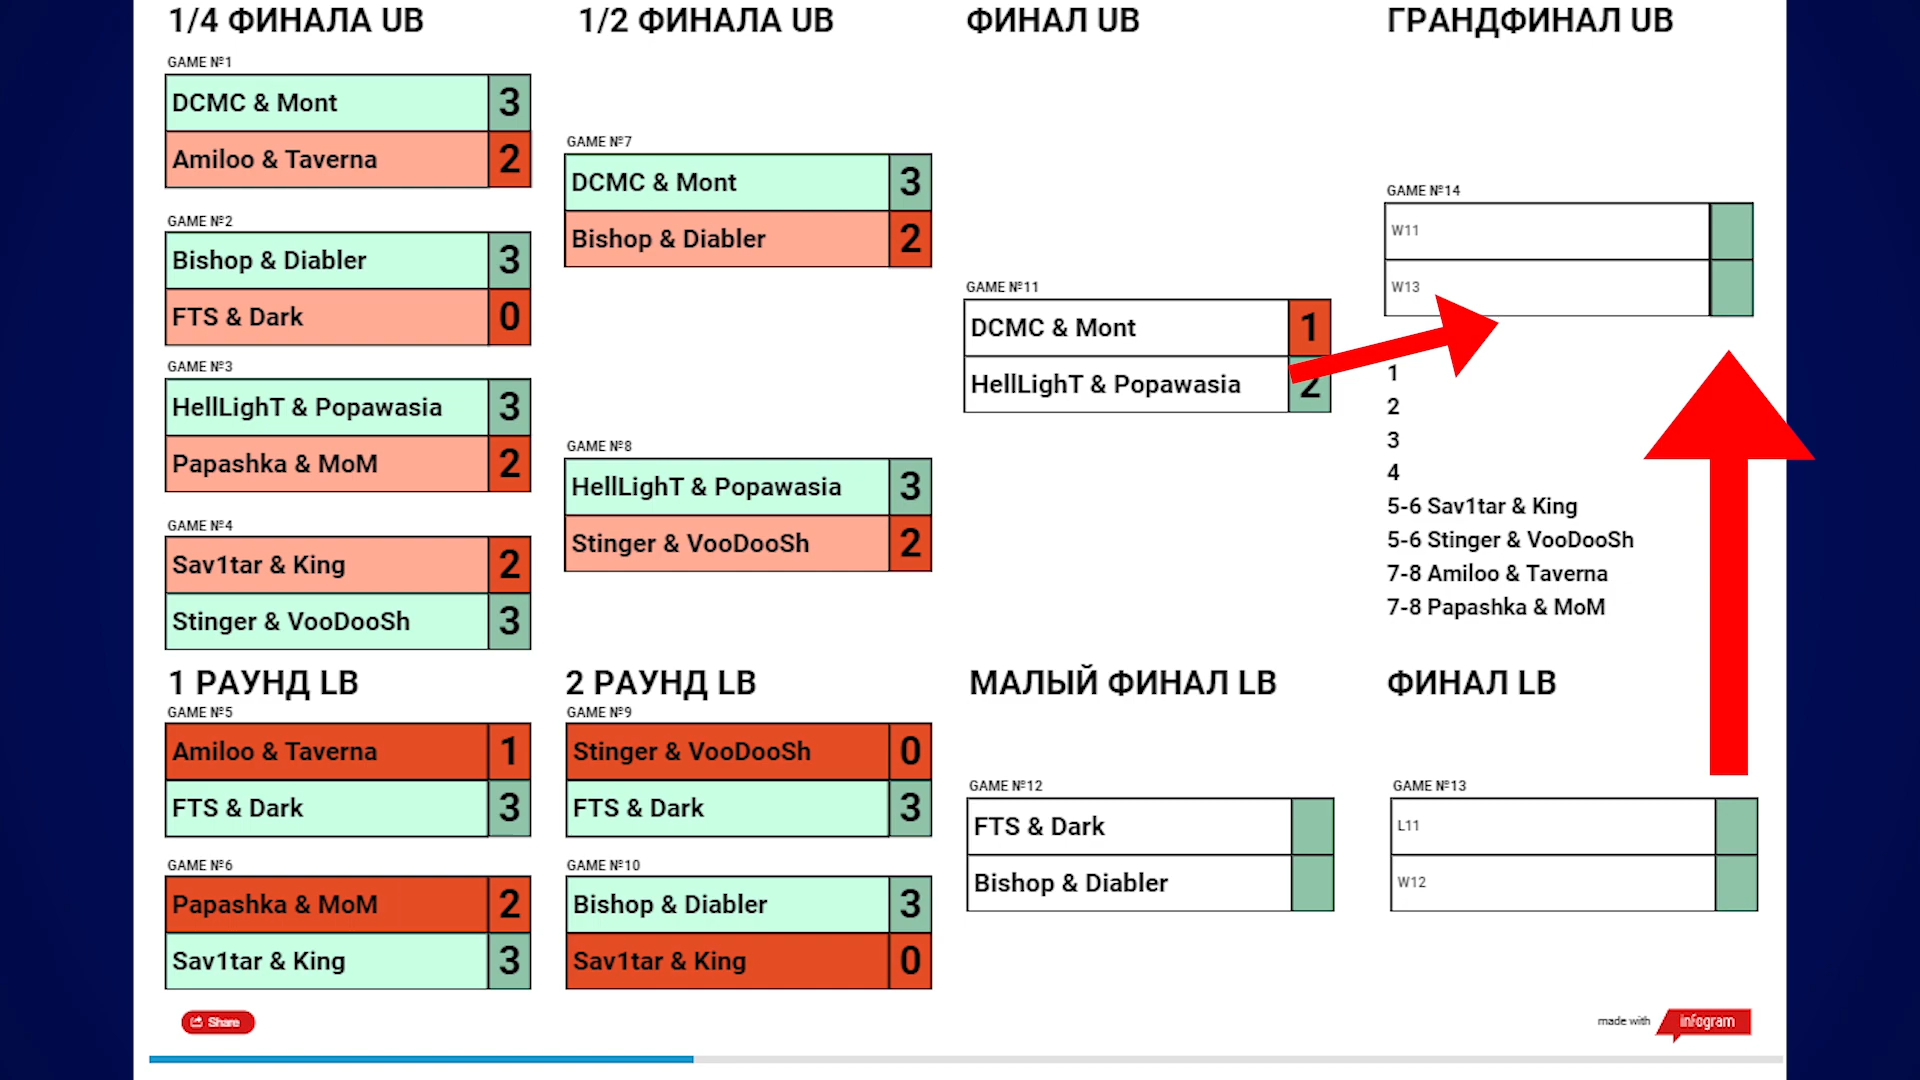 1/4 ФИНАЛА UB
GAME №1
DCMC & Mont 3
Amiloo & Taverna 2
GAME №2
Bishop & Diabler 3
FTS & Dark 0
GAME №3
HellLighT & Popawasia 3
Papashka & MoM 2
GAME №4
Sav1tar & King 2
Stinger & VooDooSh 3
1/2 ФИНАЛА UB
GAME №7
DCMC & Mont 3
Bishop & Diabler 2
GAME №8
HellLighT & Popawasia 3
Stinger & VooDooSh 2
ФИНАЛ UB
GAME №11
DCMC & Mont 1
HellLighT & Popawasia 2
ГРАНДФИНАЛ UB
GAME №14
W11
W13
1
2
3
4
5-6 Sav1tar & King
5-6 Stinger & VooDooSh
7-8 Amiloo & Taverna
7-8 Papashka & MoM
1 РАУНД LB
GAME №5
Amiloo & Taverna 1
FTS & Dark 3
GAME №6
Papashka & MoM 2
Sav1tar & King 3
2 РАУНД LB
GAME №9
Stinger & VooDooSh 0
FTS & Dark 3
GAME №10
Bishop & Diabler 3
Sav1tar & King 0
МАЛЫЙ ФИНАЛ LB
GAME №12
FTS & Dark
Bishop & Diabler
ФИНАЛ LB
GAME №13
L11
W12
Share
made with infogram